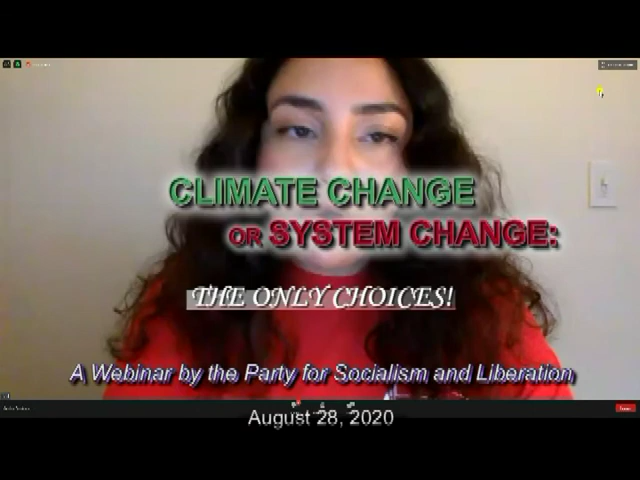 CLIMATE CHANGE
OR SYSTEM CHANGE:
THE ONLY CHOICES!
A Webinar by the Party for Socialism and Liberation
August 28, 2020